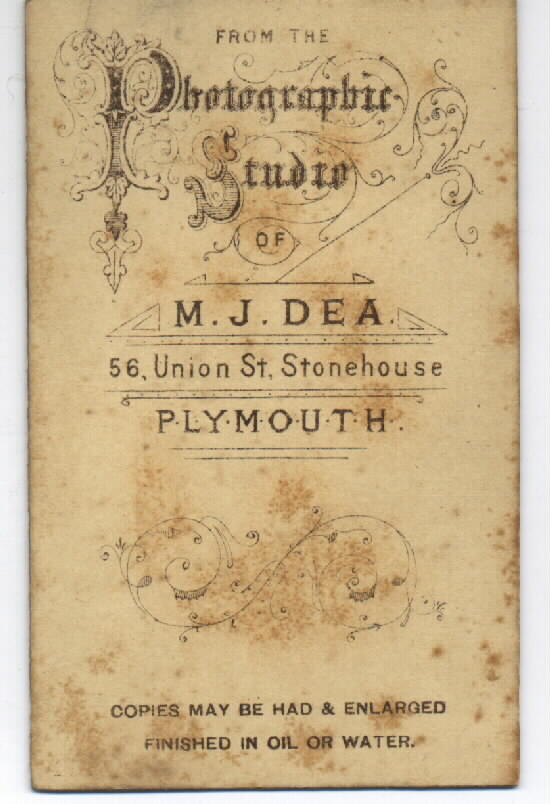 FROM THE
Photographic
Studio
OF
M. J. DEA.
56, Union St, Stonehouse
P·L·Y·M·O·U·T·H.
COPIES MAY BE HAD & ENLARGED
FINISHED IN OIL OR WATER.